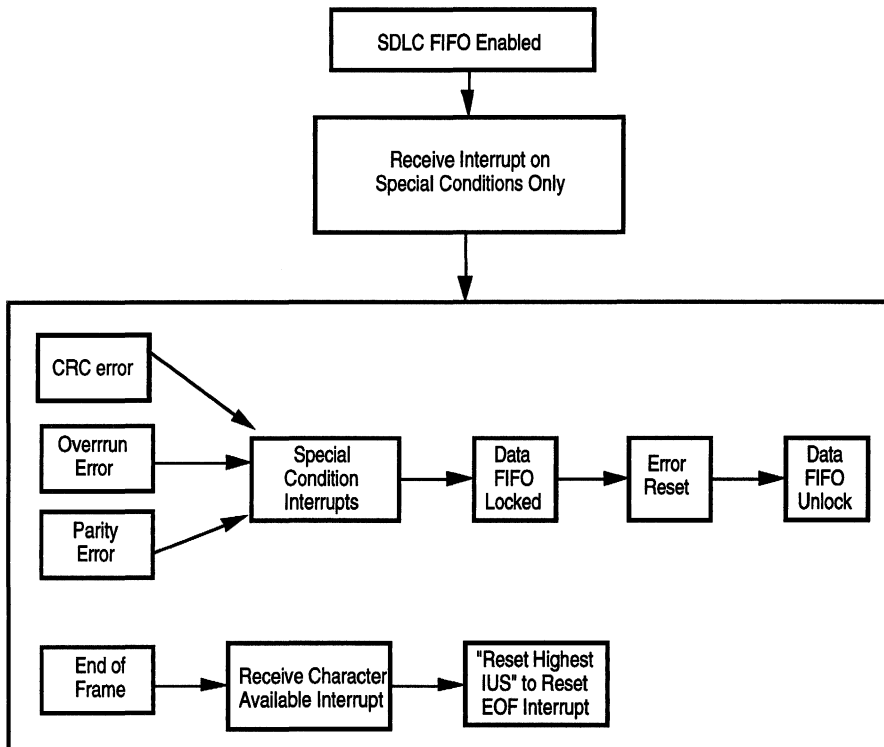 SDLC FIFO Enabled
Receive Interrupt on
Special Conditions Only
CRC error
Overrrun
Error
Parity
Error
Special
Condition
Interrupts
Data
FIFO
Locked
Error
Reset
Data
FIFO
Unlock
End of
Frame
Receive Character
Available Interrupt
"Reset Highest
IUS" to Reset
EOF Interrupt